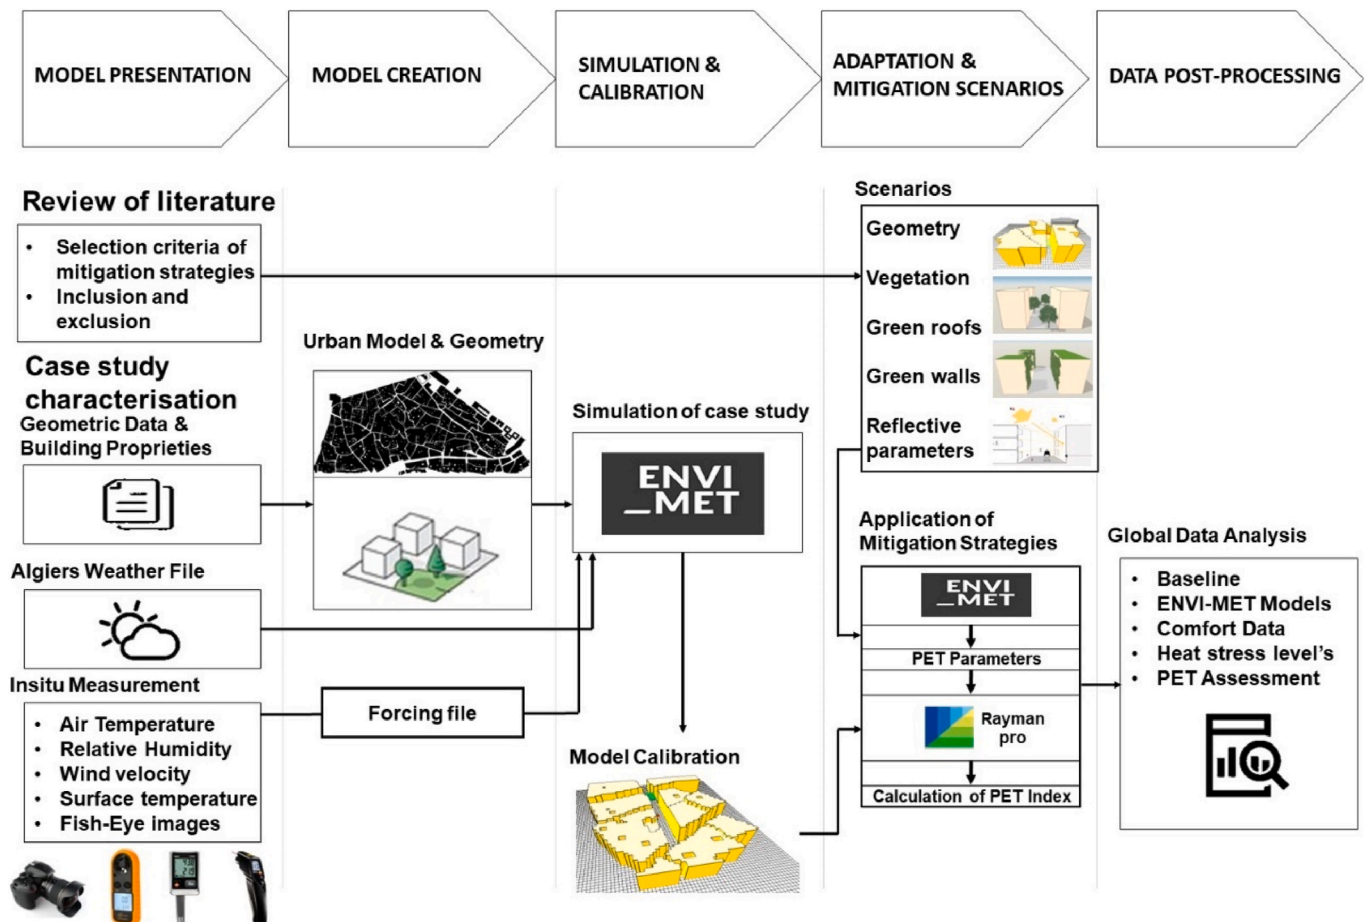 MODEL PRESENTATION
MODEL CREATION
SIMULATION &
CALIBRATION
ADAPTATION &
MITIGATION SCENARIOS
DATA POST-PROCESSING
Review of literature
• Selection criteria of
mitigation strategies
• Inclusion and
exclusion
Case study
characterisation
Geometric Data &
Building Proprieties
Algiers Weather File
Insitu Measurement
• Air Temperature
• Relative Humidity
• Wind velocity
• Surface temperature
• Fish-Eye images
Urban Model & Geometry
Forcing file
Simulation of case study
ENVI
_MET
Model Calibration
Scenarios
Geometry
Vegetation
Green roofs
Green walls
Reflective
parameters
Application of
Mitigation Strategies
ENVI
_MET
PET Parameters
Rayman
pro
Calculation of PET Index
Global Data Analysis
• Baseline
• ENVI-MET Models
• Comfort Data
• Heat stress level's
• PET Assessment